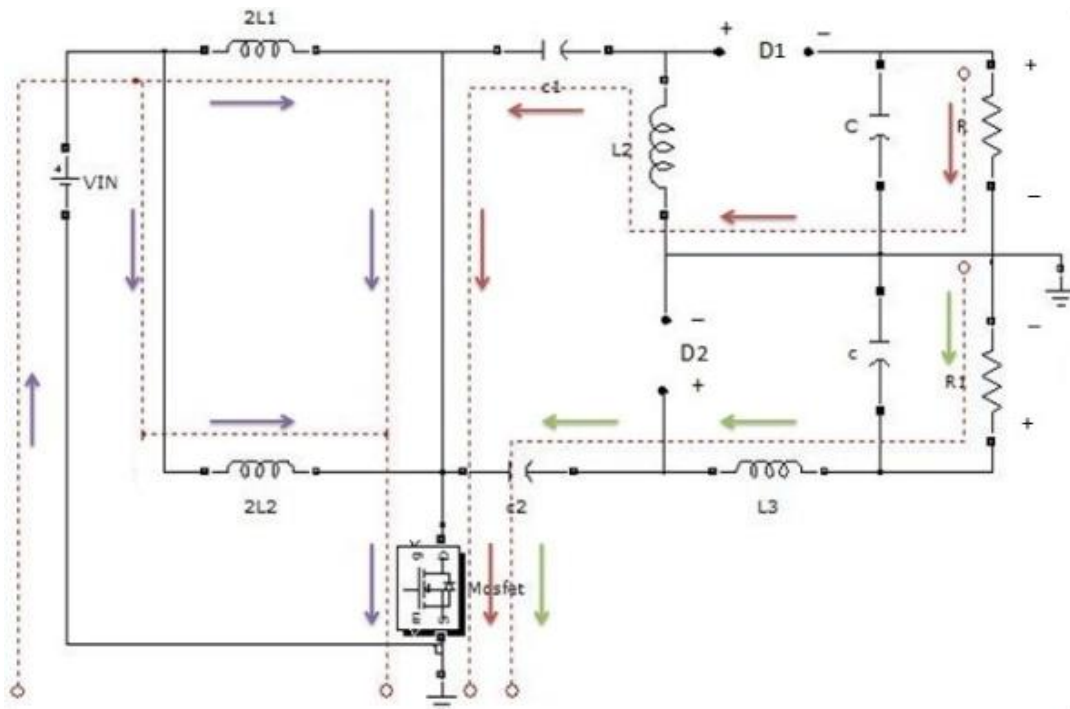 2L1
+ − D1
+
c1
C
R
L2
VIN
−
−
−
D2
c
R1
+
+
2L2
c2
L3
g D
Mosfet
m S